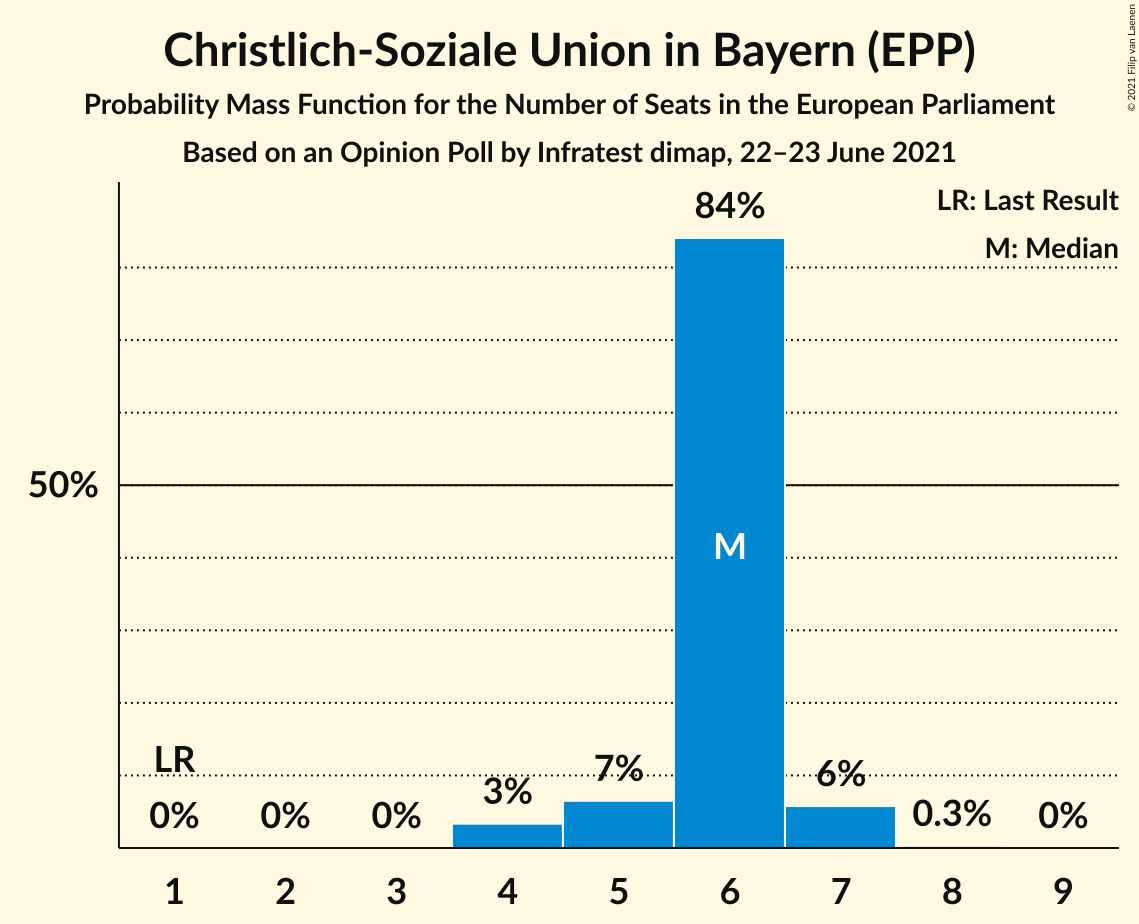 Christlich-Soziale Union in Bayern (EPP)
Probability Mass Function for the Number of Seats in the European Parliament
Based on an Opinion Poll by Infratest dimap, 22–23 June 2021
© 2021 Filip van Laenen
LR: Last Result
M: Median
84%
50%
M
LR
0%
0%
0%
3%
7%
6%
0.3%
0%
1 2 3 4 5 6 7 8 9